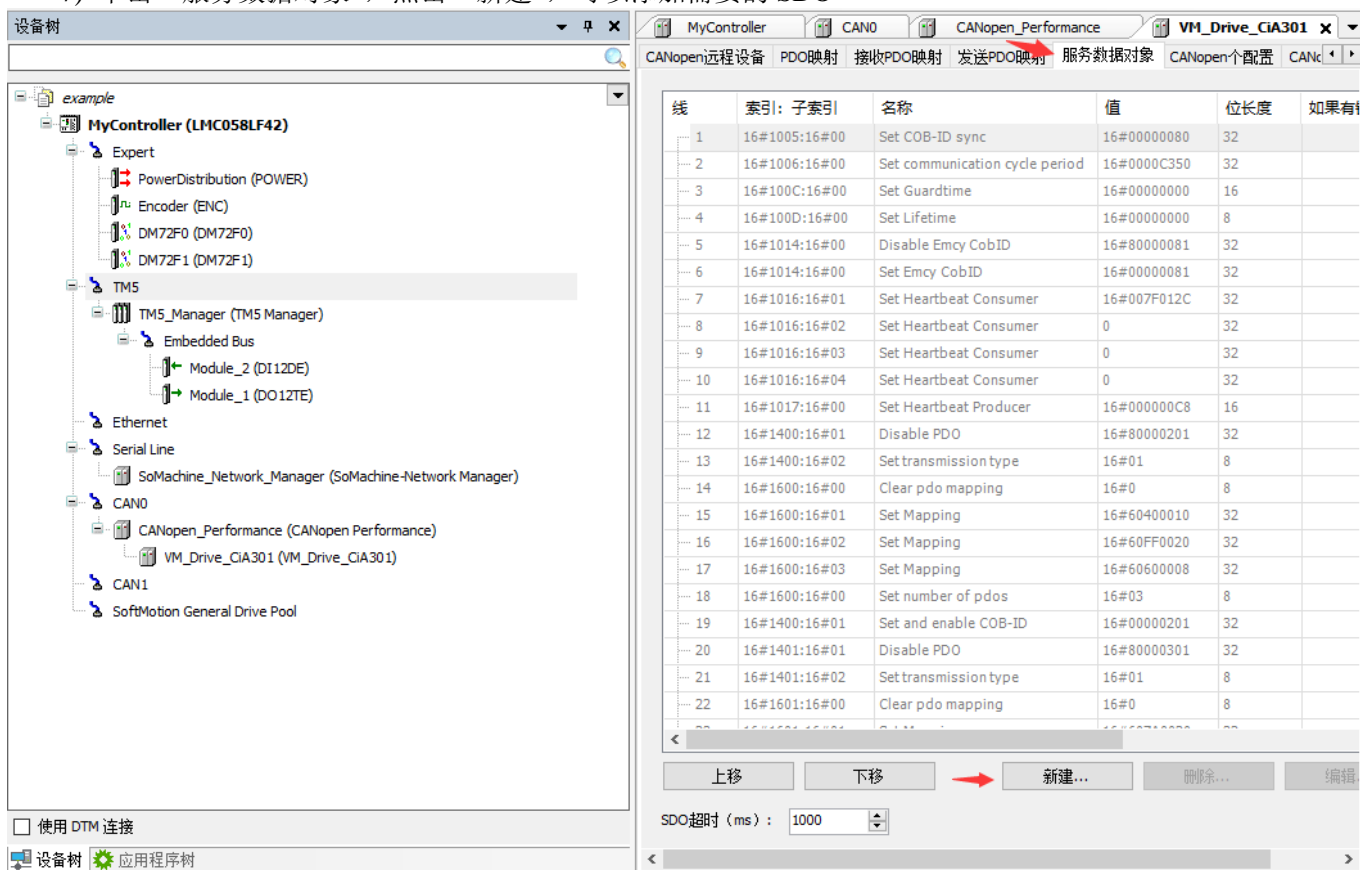 设备树
example
MyController (LMC058LF42)
Expert
PowerDistribution (POWER)
Encoder (ENC)
DM72F0 (DM72F0)
DM72F1 (DM72F1)
TM5
TM5_Manager (TM5 Manager)
Embedded Bus
Module_2 (DI12DE)
Module_1 (DO12TE)
Ethernet
Serial Line
SoMachine_Network_Manager (SoMachine-Network Manager)
CAN0
CANopen_Performance (CANopen Performance)
VM_Drive_CiA301 (VM_Drive_CiA301)
CAN1
SoftMotion General Drive Pool
使用 DTM 连接
设备树 应用程序树
MyController CAN0 CANopen_Performance VM_Drive_CiA301
CANopen远程设备 PDO映射 接收PDO映射 发送PDO映射 服务数据对象 CANopen个配置
线 索引: 子索引 名称 值 位长度 如果有
1 16#1005:16#00 Set COB-ID sync 16#00000080 32
2 16#1006:16#00 Set communication cycle period 16#0000C350 32
3 16#100C:16#00 Set Guardtime 16#00000000 16
4 16#100D:16#00 Set Lifetime 16#00000000 8
5 16#1014:16#00 Disable Emcy CobID 16#80000081 32
6 16#1014:16#00 Set Emcy CobID 16#00000081 32
7 16#1016:16#01 Set Heartbeat Consumer 16#007F012C 32
8 16#1016:16#02 Set Heartbeat Consumer 0 32
9 16#1016:16#03 Set Heartbeat Consumer 0 32
10 16#1016:16#04 Set Heartbeat Consumer 0 32
11 16#1017:16#00 Set Heartbeat Producer 16#000000C8 16
12 16#1400:16#01 Disable PDO 16#80000201 32
13 16#1400:16#02 Set transmission type 16#01 8
14 16#1600:16#00 Clear pdo mapping 16#0 8
15 16#1600:16#01 Set Mapping 16#60400010 32
16 16#1600:16#02 Set Mapping 16#60FF0020 32
17 16#1600:16#03 Set Mapping 16#60600008 32
18 16#1600:16#00 Set number of pdos 16#03 8
19 16#1400:16#01 Set and enable COB-ID 16#00000201 32
20 16#1401:16#01 Disable PDO 16#80000301 32
21 16#1401:16#02 Set transmission type 16#01 8
22 16#1601:16#00 Clear pdo mapping 16#0 8
上移 下移 新建... 删除... 编辑
SDO超时 (ms) : 1000